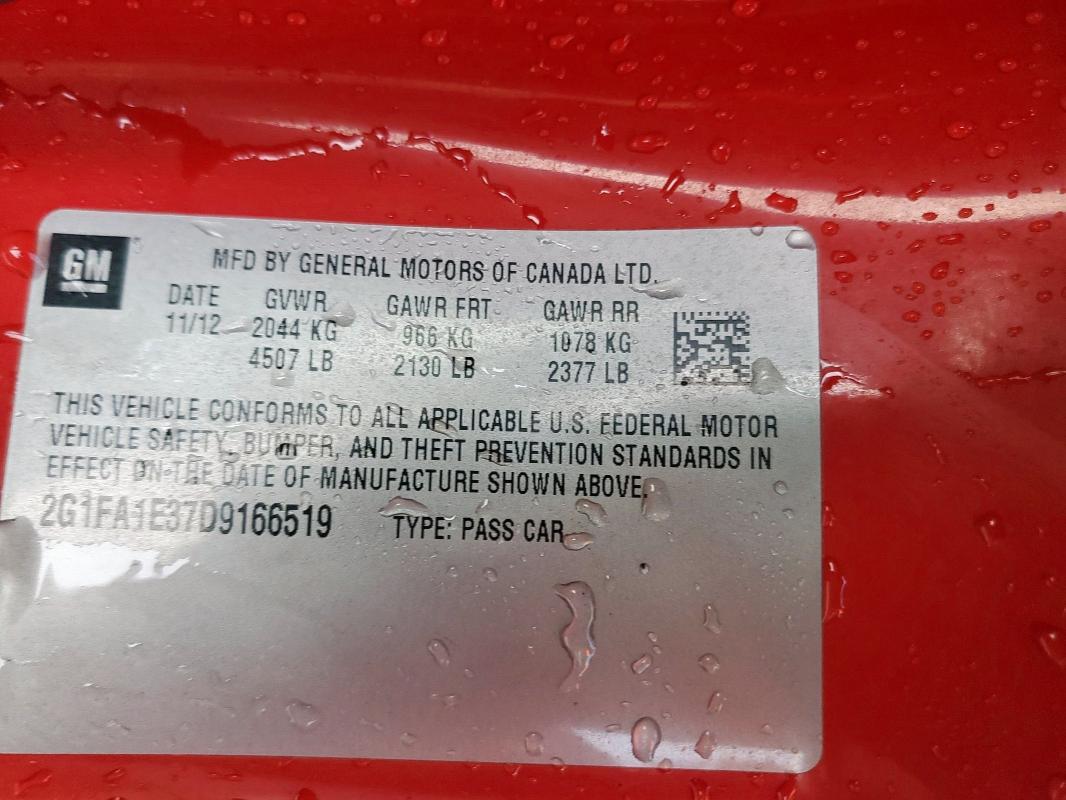 GM
MFD BY GENERAL MOTORS OF CANADA LTD.
DATE GVWR GAWR FRT GAWR RR
11/12 2044 KG 966 KG 1078 KG
4507 LB 2130 LB 2377 LB
THIS VEHICLE CONFORMS TO ALL APPLICABLE U.S. FEDERAL MOTOR
VEHICLE SAFETY, BUMPER, AND THEFT PREVENTION STANDARDS IN
EFFECT ON THE DATE OF MANUFACTURE SHOWN ABOVE.
2G1FA1E37D9166519 TYPE: PASS CAR